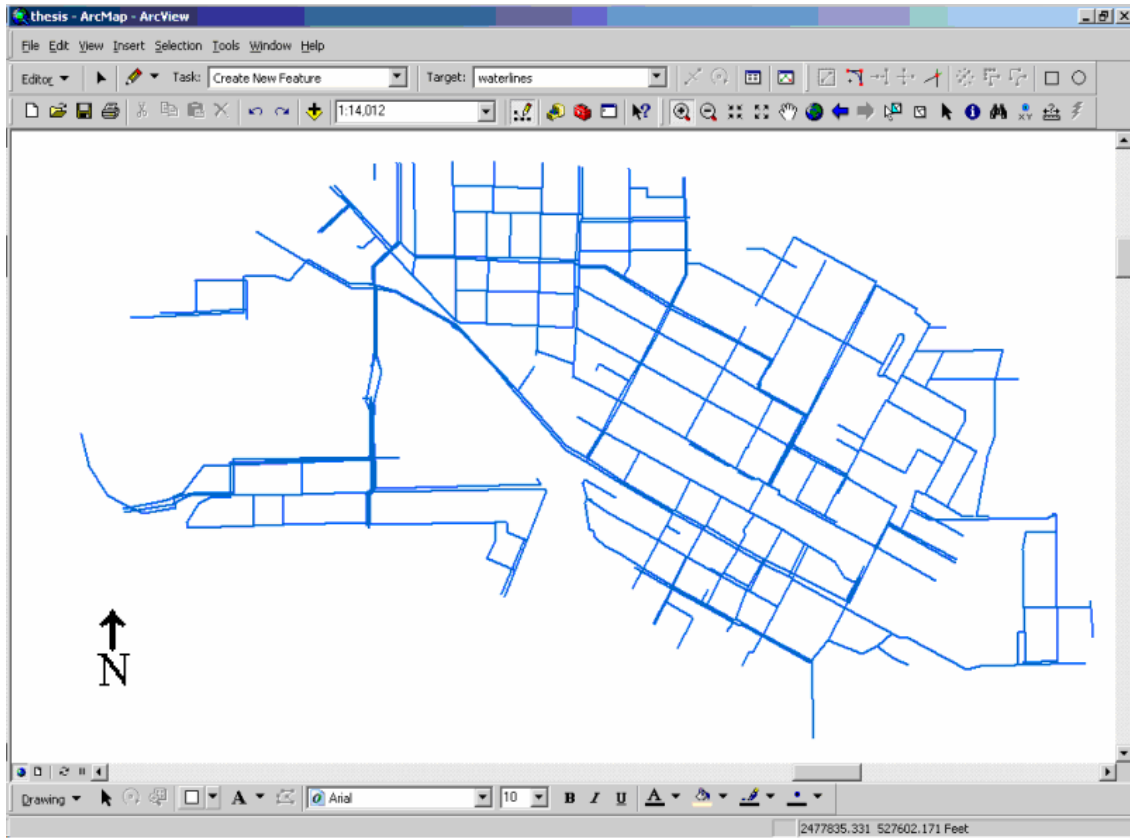 thesis - ArcMap - ArcView
File Edit View Insert Selection Tools Window Help
Editor Task: Create New Feature Target: waterlines
1:14,012
XY
N
Drawing A Arial 10 B I U A
2477835.331 527602.171 Feet